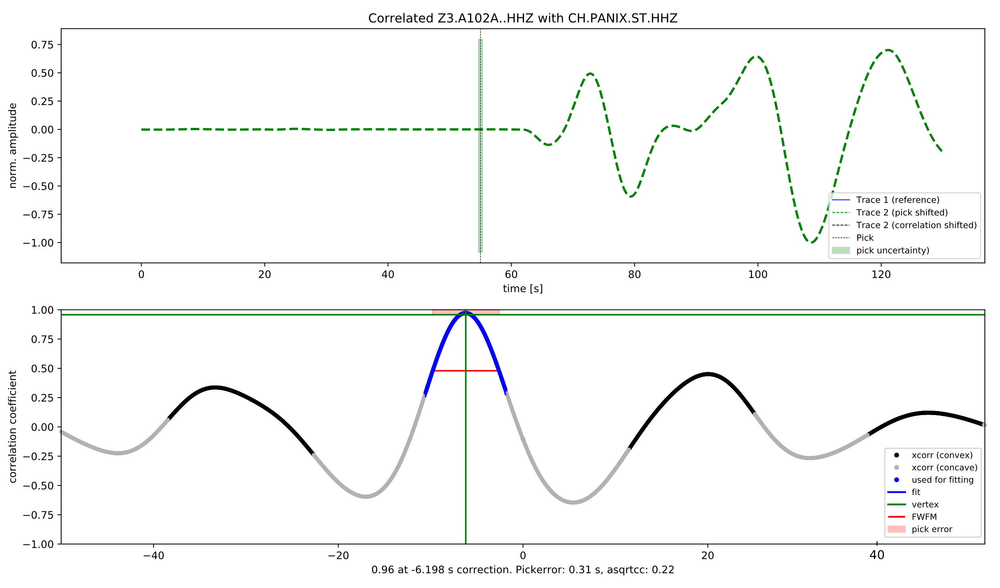 Correlated Z3.A102A..HHZ with CH.PANIX.ST.HHZ
norm. amplitude
0.75
0.50
0.25
0.00
−0.25
−0.50
−0.75
−1.00
Trace 1 (reference)
Trace 2 (pick shifted)
Trace 2 (correlation shifted)
Pick
pick uncertainty)
0 20 40 60 80 100 120
time [s]
correlation coefficient
1.00
0.75
0.50
0.25
0.00
−0.25
−0.50
−0.75
−1.00
xcorr (convex)
xcorr (concave)
used for fitting
fit
vertex
FWFM
pick error
−40 −20 0 20 40
0.96 at -6.198 s correction. Pickerror: 0.31 s, asqrtcc: 0.22